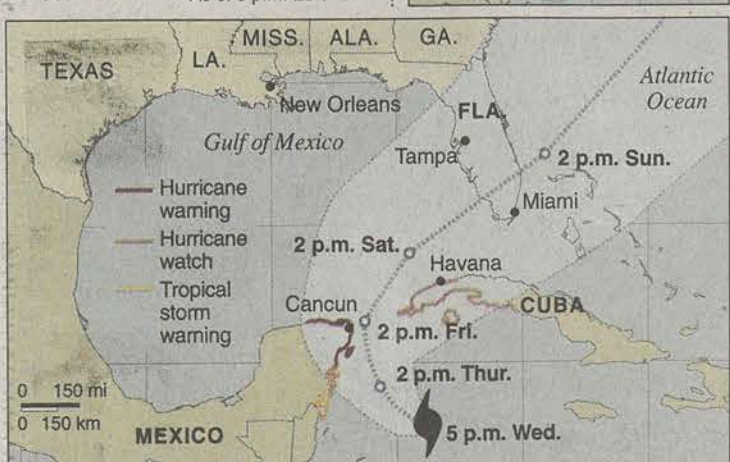 MISS.
ALA.
GA.
LA.
TEXAS
New Orleans
Gulf of Mexico
Atlantic
Ocean
FLA.
Tampa
2 p.m. Sun.
Miami
Hurricane
warning
Hurricane
watch
Tropical
storm
warning
2 p.m. Sat.
Havana
Cancun
CUBA
2 p.m. Fri.
2 p.m. Thur.
0 150 mi
0 150 km
MEXICO
5 p.m. Wed.